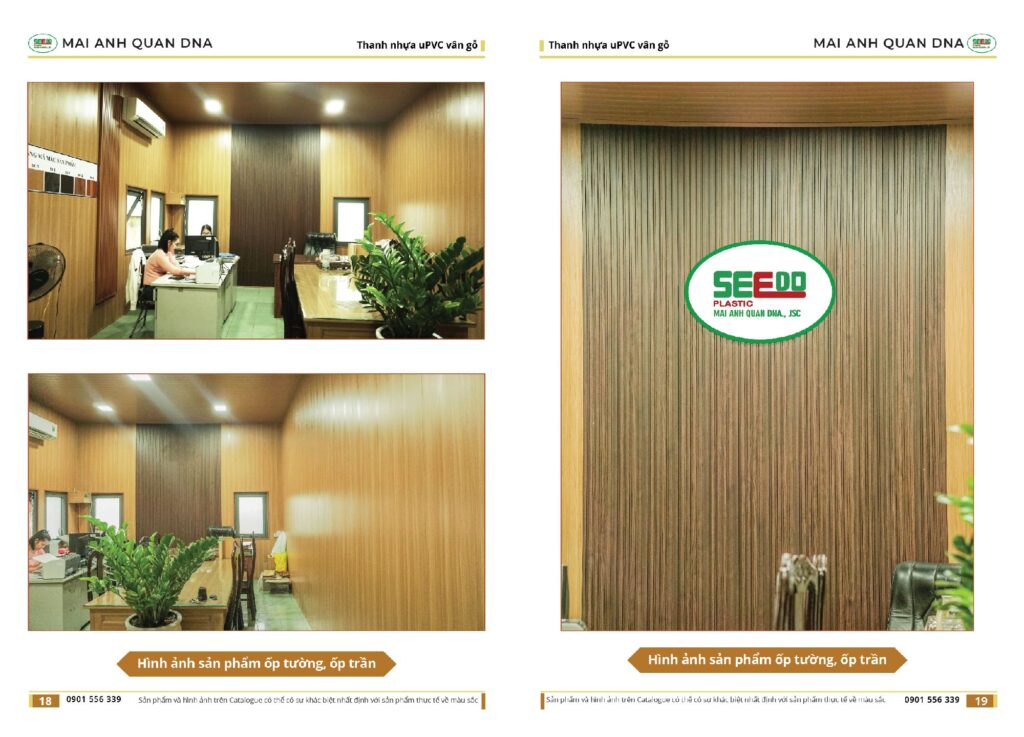 SEEDO
MAI ANH QUAN DNA
Thanh nhựa uPVC vân gỗ
Hình ảnh sản phẩm ốp tường, ốp trần
18
0901 556 339
Sản phẩm và hình ảnh trên Catalogue có thể có sự khác biệt nhất định với sản phẩm thực tế về màu sắc
Thanh nhựa uPVC vân gỗ
MAI ANH QUAN DNA
SEEDO
SEEDO
PLASTIC
MAI ANH QUAN DNA., JSC
Hình ảnh sản phẩm ốp tường, ốp trần
Sản phẩm và hình ảnh trên Catalogue có thể có sự khác biệt nhất định với sản phẩm thực tế về màu sắc
0901 556 339
19